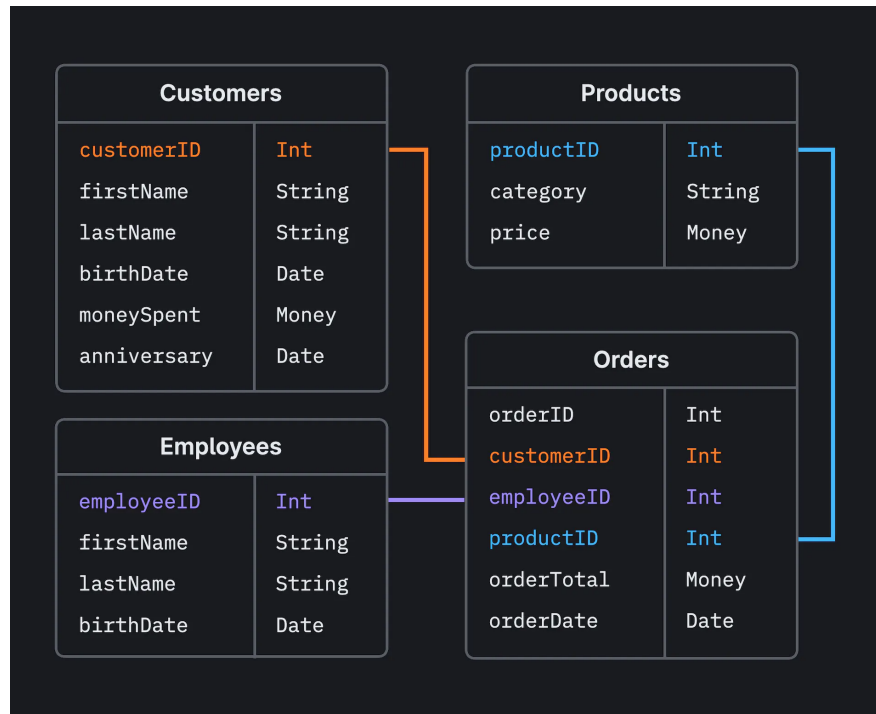 Customers
customerID Int
firstName String
lastName String
birthDate Date
moneySpent Money
anniversary Date
Products
productID Int
category String
price Money
Employees
employeeID Int
firstName String
lastName String
birthDate Date
Orders
orderID Int
customerID Int
employeeID Int
productID Int
orderTotal Money
orderDate Date